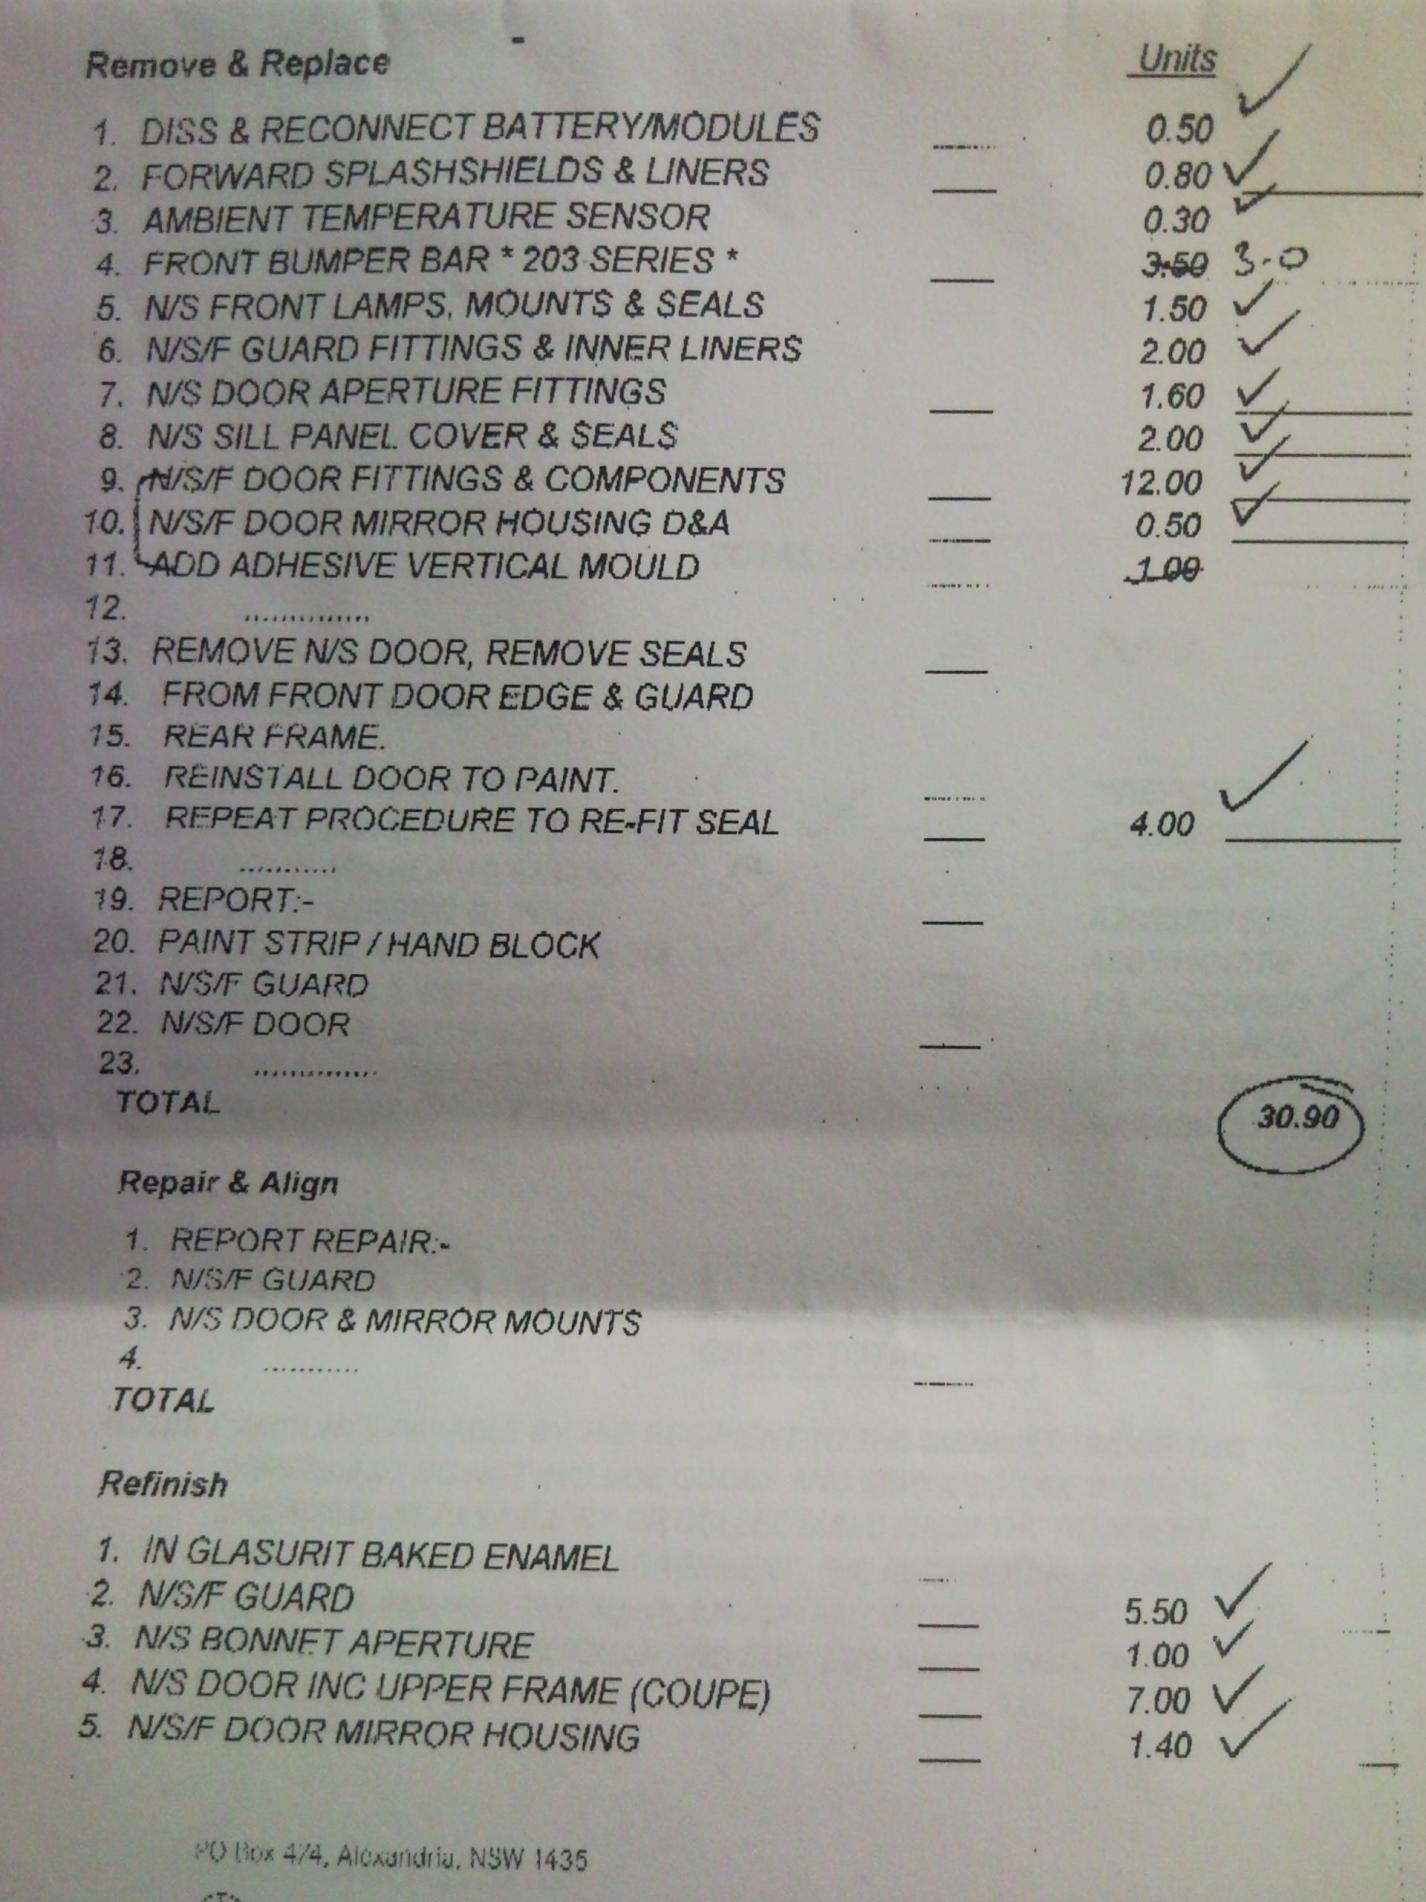 Remove & Replace Units
1. DISS & RECONNECT BATTERY/MODULES 0.50
2. FORWARD SPLASHSHIELDS & LINERS 0.80
3. AMBIENT TEMPERATURE SENSOR 0.30
4. FRONT BUMPER BAR * 203 SERIES * 3.50 3-0
5. N/S FRONT LAMPS, MOUNTS & SEALS 1.50
6. N/S/F GUARD FITTINGS & INNER LINERS 2.00
7. N/S DOOR APERTURE FITTINGS 1.60
8. N/S SILL PANEL COVER & SEALS 2.00
9. N/S/F DOOR FITTINGS & COMPONENTS 12.00
10. N/S/F DOOR MIRROR HOUSING D&A 0.50
11. ADD ADHESIVE VERTICAL MOULD 1.00
12. ..............
13. REMOVE N/S DOOR, REMOVE SEALS
14. FROM FRONT DOOR EDGE & GUARD
15. REAR FRAME.
16. REINSTALL DOOR TO PAINT.
17. REPEAT PROCEDURE TO RE-FIT SEAL 4.00
18. ...........
19. REPORT:-
20. PAINT STRIP / HAND BLOCK
21. N/S/F GUARD
22. N/S/F DOOR
23. ..............
TOTAL 30.90
Repair & Align
1. REPORT REPAIR:-
2. N/S/F GUARD
3. N/S DOOR & MIRROR MOUNTS
4. ...........
TOTAL
Refinish
1. IN GLASURIT BAKED ENAMEL
2. N/S/F GUARD 5.50
3. N/S BONNET APERTURE 1.00
4. N/S DOOR INC UPPER FRAME (COUPE) 7.00
5. N/S/F DOOR MIRROR HOUSING 1.40
PO Box 474, Alexandria, NSW 1435